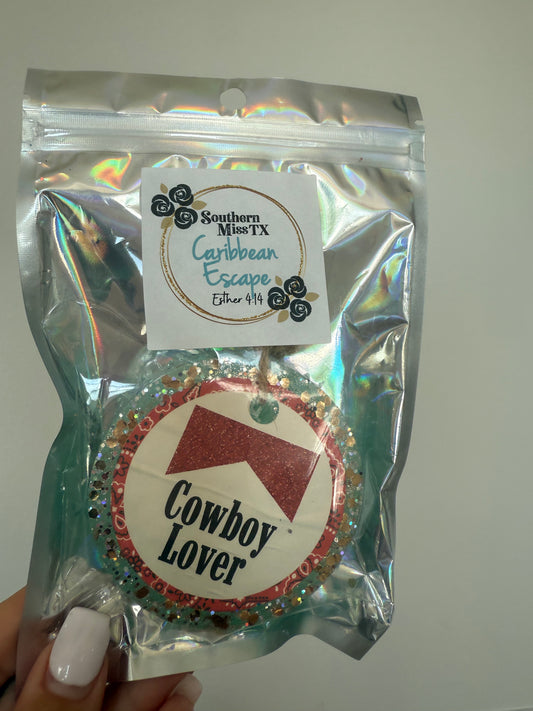 Southern
MissTX
Caribbean
Escape
Esther 4:14
Cowboy
Lover